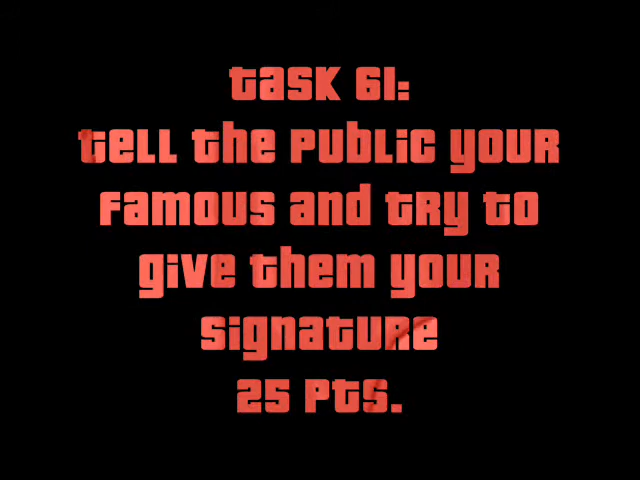 Task 61:
tell the public your
famous and try to
give them your
signature
25 pts.